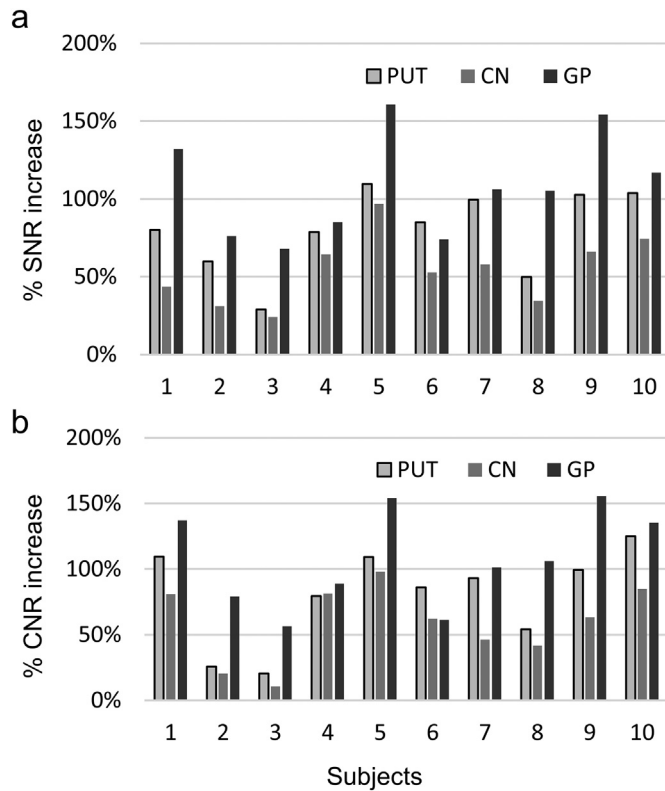 a
200%
PUT CN GP
150%
100%
50%
0%
% SNR increase
1 2 3 4 5 6 7 8 9 10
b
200%
PUT CN GP
150%
100%
50%
0%
% CNR increase
1 2 3 4 5 6 7 8 9 10
Subjects